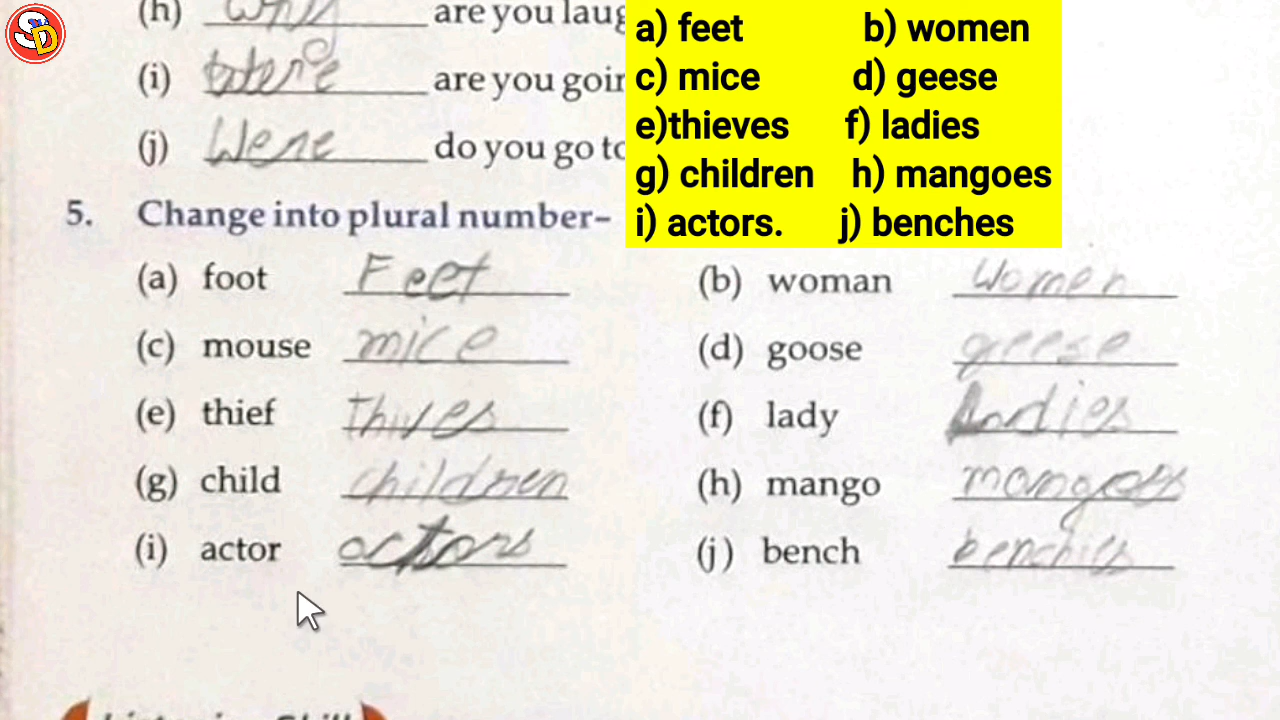 SD
(h) Why are you laug
(i) Where are you goin
(j) Were do you go to
a) feet b) women
c) mice d) geese
e)thieves f) ladies
g) children h) mangoes
i) actors. j) benches
5. Change into plural number–
(a) foot Feet (b) woman Women
(c) mouse mice (d) goose geese
(e) thief Thives (f) lady Ladies
(g) child children (h) mango mangoes
(i) actor actors (j) bench